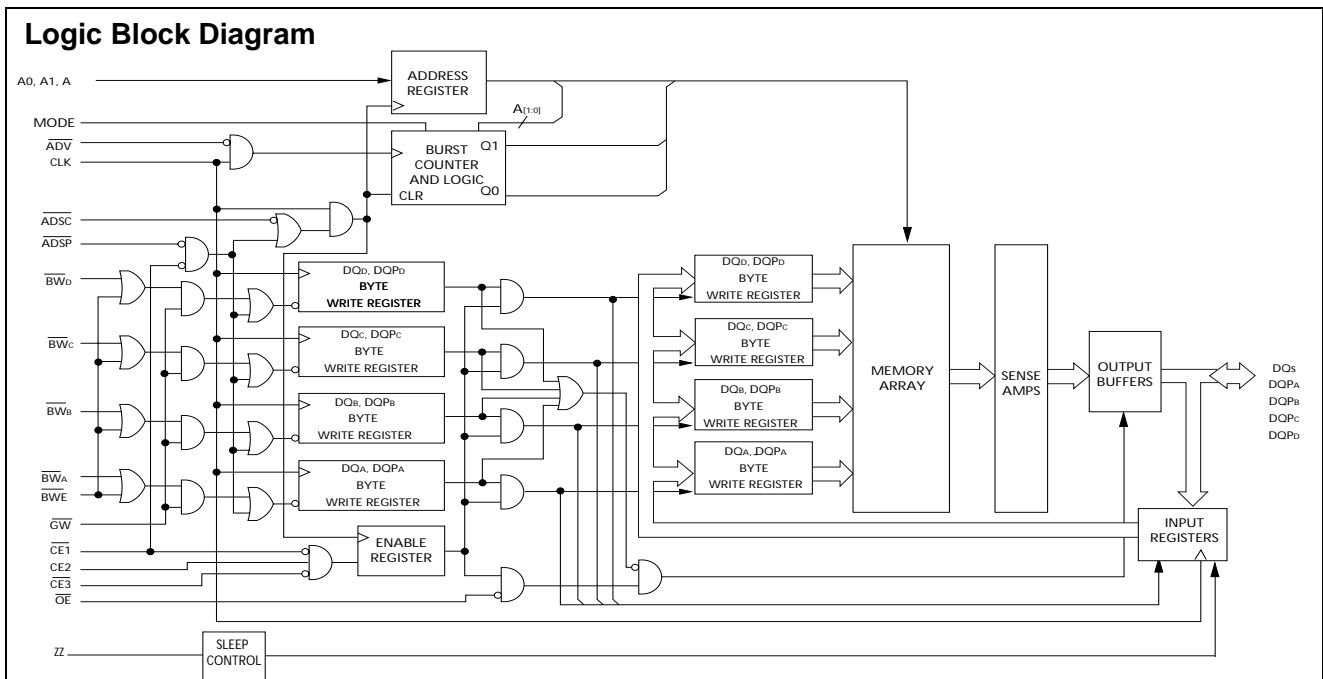 Logic Block Diagram
A0, A1, A
ADDRESS
REGISTER
A[1:0]
MODE
ADV
CLK
BURST
COUNTER
AND LOGIC
CLR
Q1
Q0
ADSC
ADSP
BWD
BWC
BWB
BWA
BWE
GW
CE1
CE2
CE3
OE
ZZ
DQD, DQPD
BYTE
WRITE REGISTER
DQC, DQPC
BYTE
WRITE REGISTER
DQB, DQPB
BYTE
WRITE REGISTER
DQA, DQPA
BYTE
WRITE REGISTER
ENABLE
REGISTER
SLEEP
CONTROL
DQD, DQPD
BYTE
WRITE REGISTER
DQC, DQPC
BYTE
WRITE REGISTER
DQB, DQPB
BYTE
WRITE REGISTER
DQA, DQPA
BYTE
WRITE REGISTER
MEMORY
ARRAY
SENSE
AMPS
OUTPUT
BUFFERS
INPUT
REGISTERS
DQs
DQPA
DQPB
DQPC
DQPD